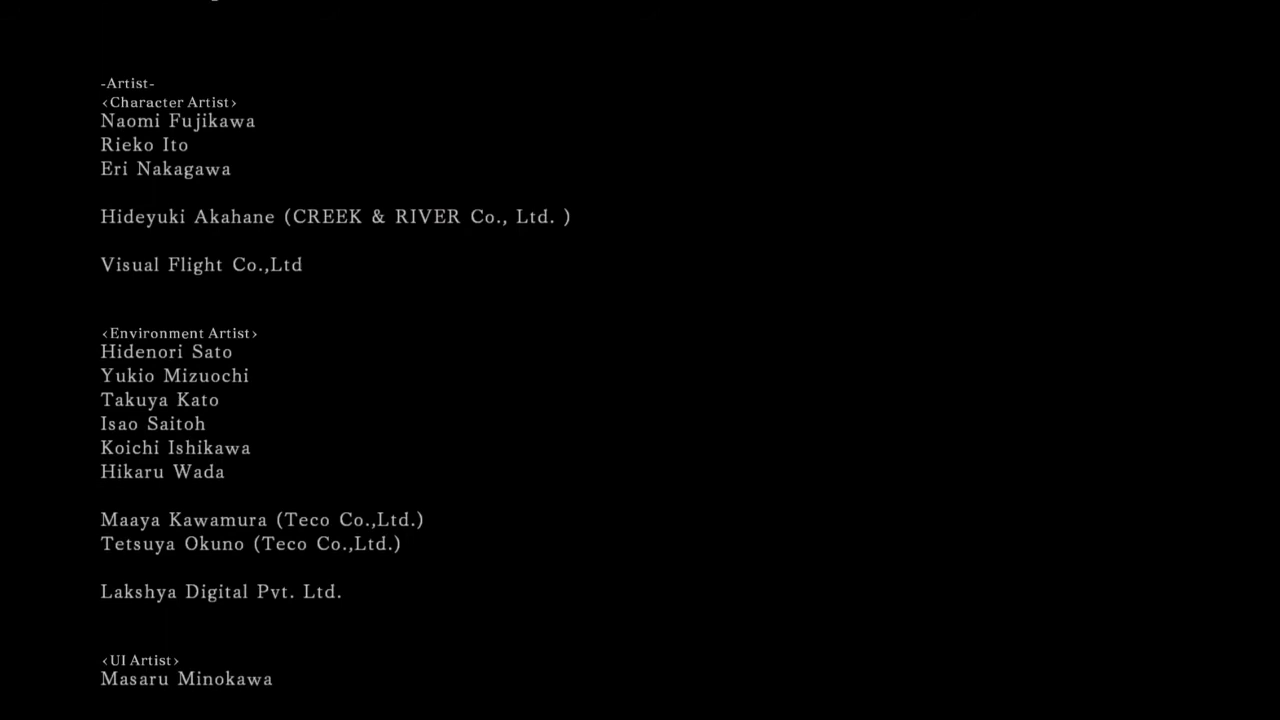 -Artist-
‹Character Artist›
Naomi Fujikawa
Rieko Ito
Eri Nakagawa
Hideyuki Akahane (CREEK & RIVER Co., Ltd. )
Visual Flight Co.,Ltd
‹Environment Artist›
Hidenori Sato
Yukio Mizuochi
Takuya Kato
Isao Saitoh
Koichi Ishikawa
Hikaru Wada
Maaya Kawamura (Teco Co.,Ltd.)
Tetsuya Okuno (Teco Co.,Ltd.)
Lakshya Digital Pvt. Ltd.
‹UI Artist›
Masaru Minokawa